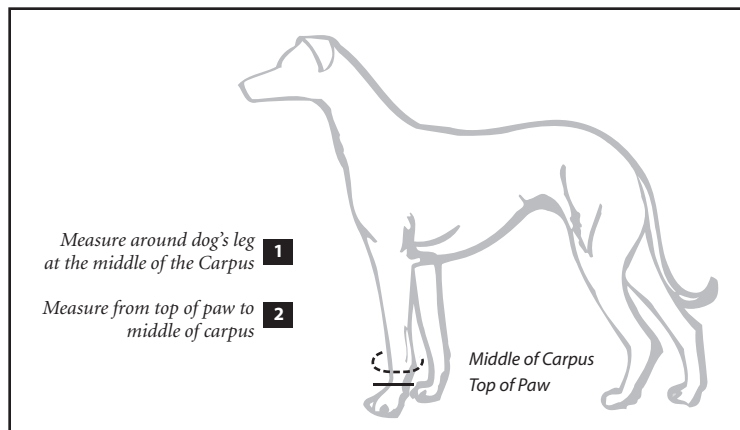 Measure around dog's leg 1
at the middle of the Carpus
Measure from top of paw to 2
middle of carpus
Middle of Carpus
Top of Paw